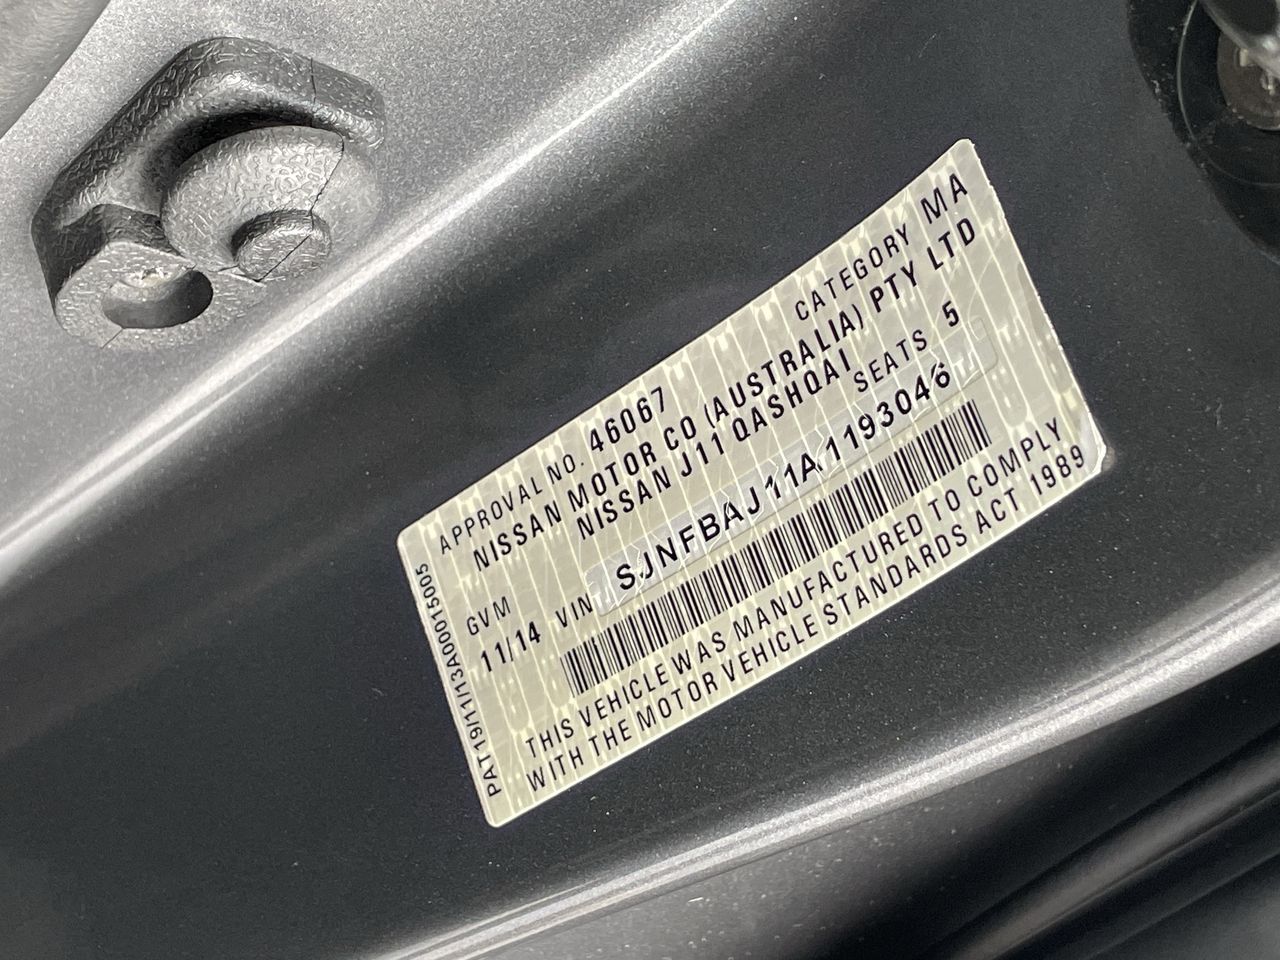 APPROVAL NO. 46067 CATEGORY MA
NISSAN MOTOR CO (AUSTRALIA) PTY LTD
NISSAN J11 QASHQAI
GVM SEATS 5
11/14 VIN SJNFBAJ11A1193046
THIS VEHICLE WAS MANUFACTURED TO COMPLY
WITH THE MOTOR VEHICLE STANDARDS ACT 1989
PAT19/11/13A00015005